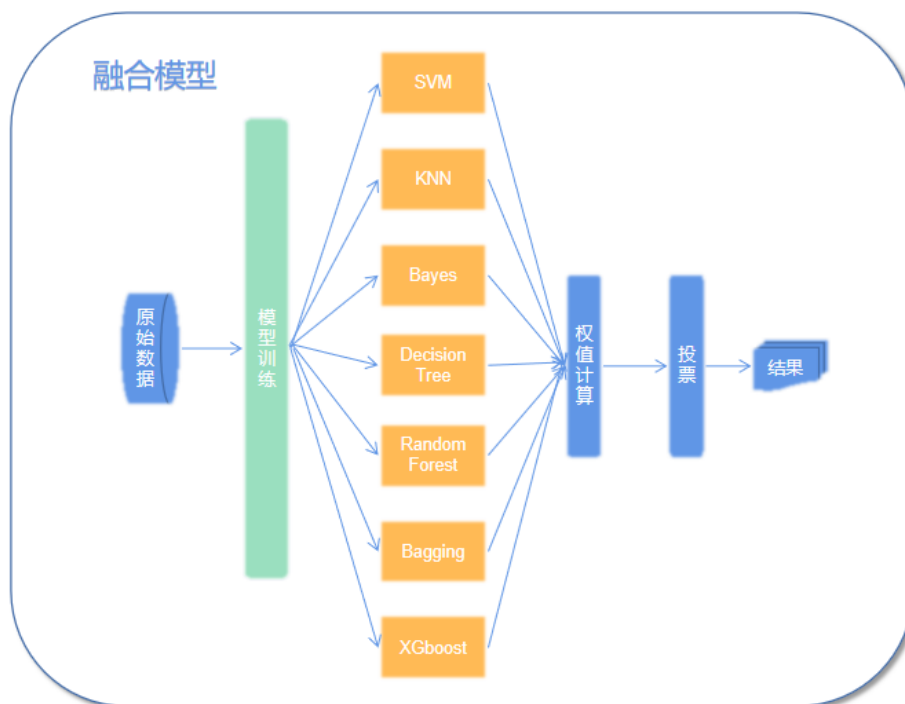 融合模型
原始数据
模型训练
SVM
KNN
Bayes
Decision
Tree
Random
Forest
Bagging
XGboost
权值计算
投票
结果